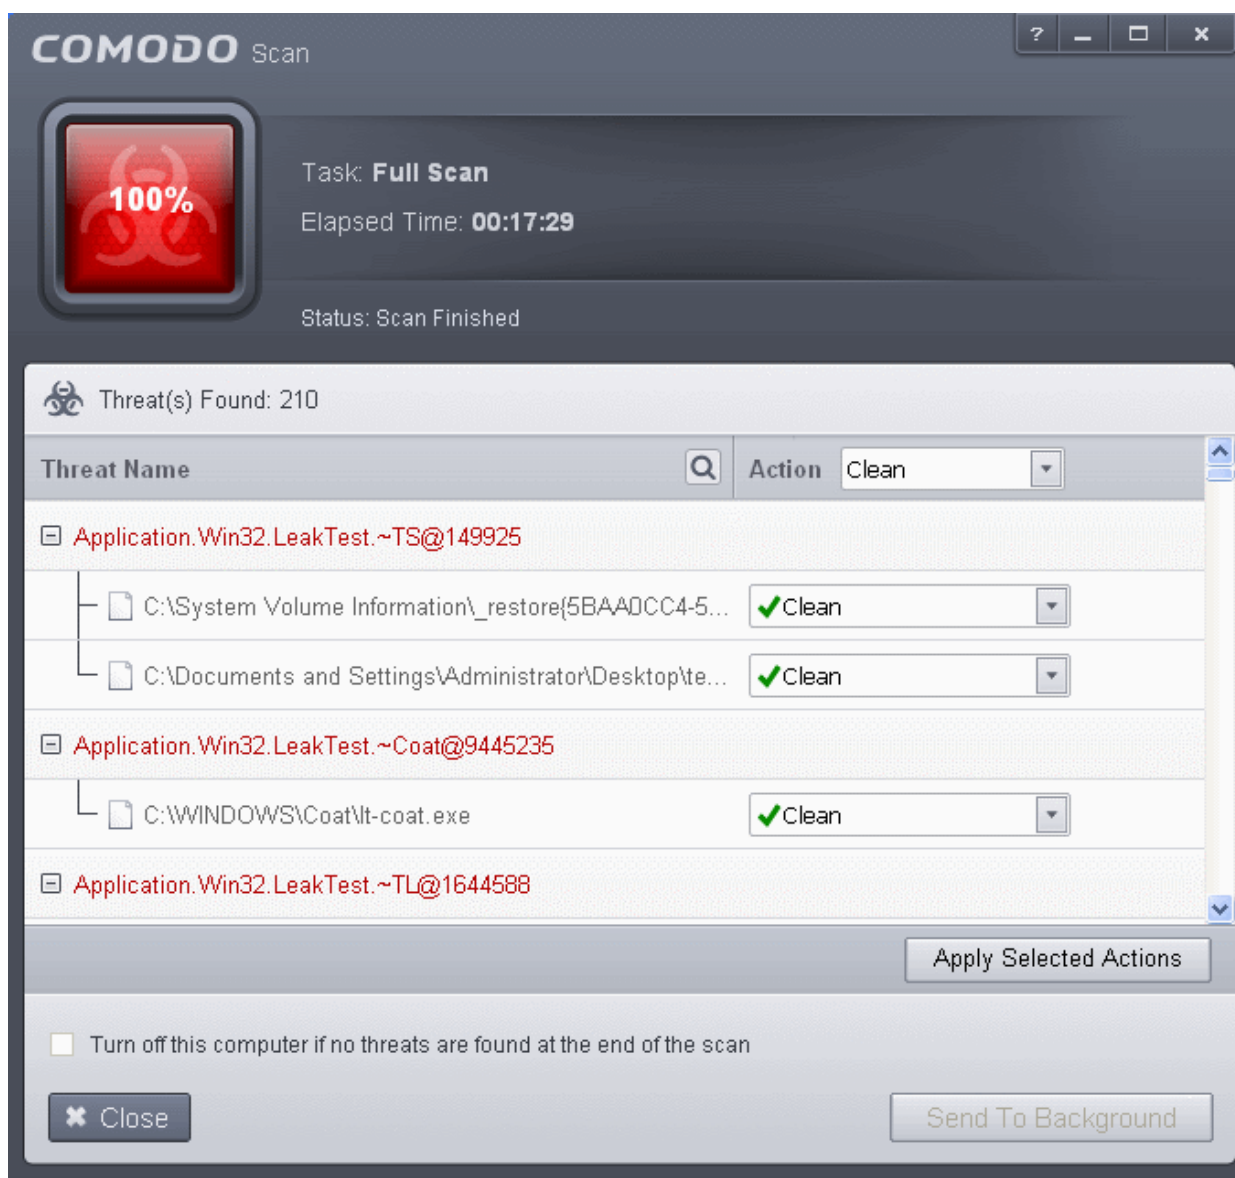 COMODO Scan
?
100%
Task: Full Scan
Elapsed Time: 00:17:29
Status: Scan Finished
Threat(s) Found: 210
Threat Name Action Clean
Application.Win32.LeakTest.~TS@149925
C:\System Volume Information\_restore{5BAA0CC4-5... Clean
C:\Documents and Settings\Administrator\Desktop\te... Clean
Application.Win32.LeakTest.~Coat@9445235
C:\WINDOWS\Coat\lt-coat.exe Clean
Application.Win32.LeakTest.~TL@1644588
Apply Selected Actions
Turn off this computer if no threats are found at the end of the scan
Close Send To Background